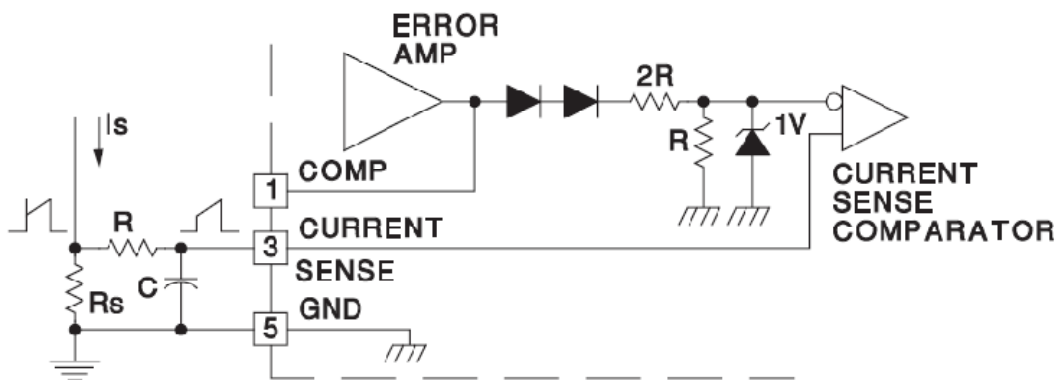 ERROR
AMP
2R
Is
R
1V
COMP
1
CURRENT
SENSE
COMPARATOR
R
CURRENT
3
SENSE
C
Rs
GND
5